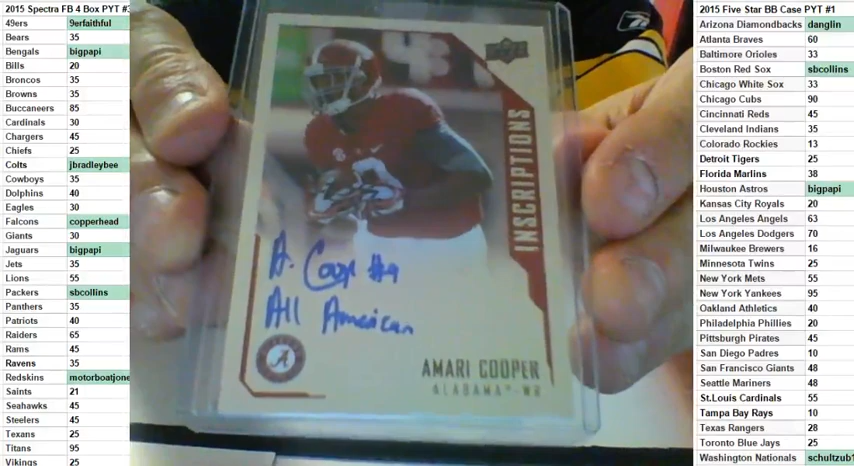 2015 Spectra FB 4 Box PYT #3
49ers 9erfaithful
Bears 35
Bengals bigpapi
Bills 20
Broncos 35
Browns 35
Buccaneers 85
Cardinals 30
Chargers 45
Chiefs 25
Colts jbradleybee
Cowboys 35
Dolphins 40
Eagles 30
Falcons copperhead
Giants 30
Jaguars bigpapi
Jets 35
Lions 55
Packers sbcollins
Panthers 35
Patriots 40
Raiders 65
Rams 45
Ravens 35
Redskins motorboatjone
Saints 21
Seahawks 45
Steelers 45
Texans 25
Titans 95
Vikings 25
INSCRIPTIONS
A. Coop #9
All American
A
AMARI COOPER
ALABAMA · WR
2015 Five Star BB Case PYT #1
Arizona Diamondbacks danglin
Atlanta Braves 60
Baltimore Orioles 33
Boston Red Sox sbcollins
Chicago White Sox 33
Chicago Cubs 90
Cincinnati Reds 45
Cleveland Indians 35
Colorado Rockies 13
Detroit Tigers 25
Florida Marlins 38
Houston Astros bigpapi
Kansas City Royals 20
Los Angeles Angels 63
Los Angeles Dodgers 70
Milwaukee Brewers 16
Minnesota Twins 25
New York Mets 55
New York Yankees 95
Oakland Athletics 40
Philadelphia Phillies 20
Pittsburgh Pirates 45
San Diego Padres 10
San Francisco Giants 48
Seattle Mariners 48
St.Louis Cardinals 55
Tampa Bay Rays 10
Texas Rangers 28
Toronto Blue Jays 25
Washington Nationals schultzub1